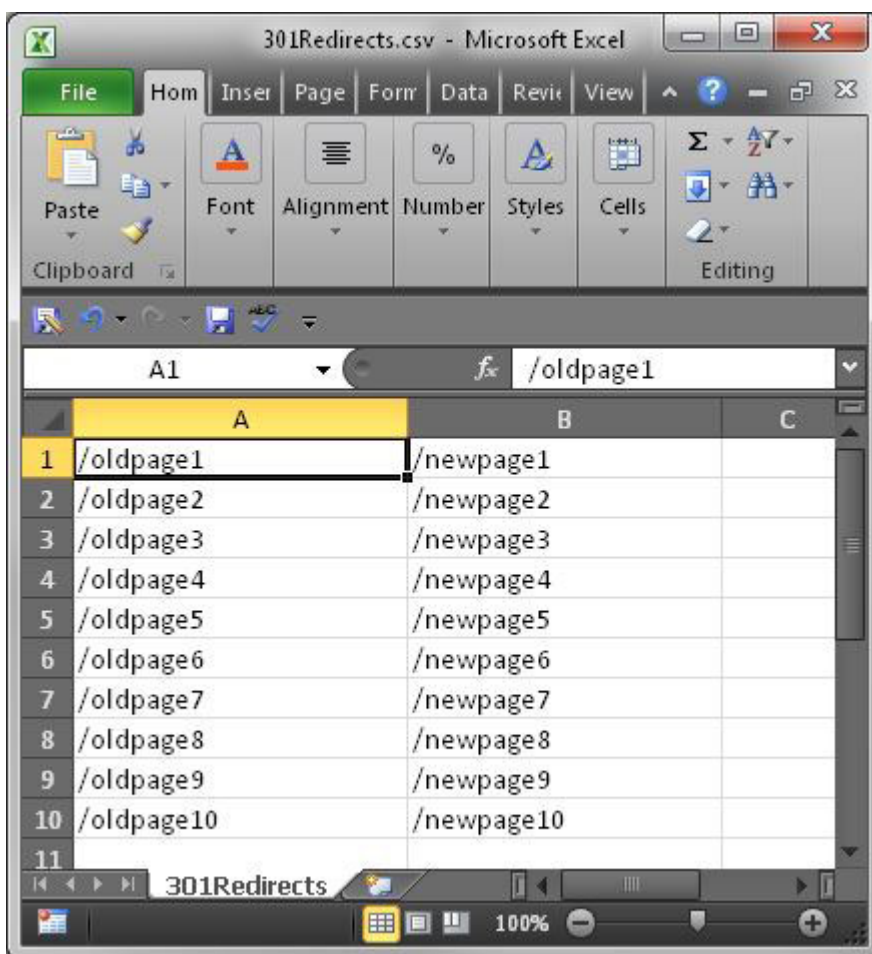 301Redirects.csv - Microsoft Excel
File Hom Inser Page Form Data Revie View
Paste Font Alignment Number Styles Cells
Clipboard Editing
A1 fx /oldpage1
A B C
1 /oldpage1 /newpage1
2 /oldpage2 /newpage2
3 /oldpage3 /newpage3
4 /oldpage4 /newpage4
5 /oldpage5 /newpage5
6 /oldpage6 /newpage6
7 /oldpage7 /newpage7
8 /oldpage8 /newpage8
9 /oldpage9 /newpage9
10 /oldpage10 /newpage10
11
301Redirects
100%